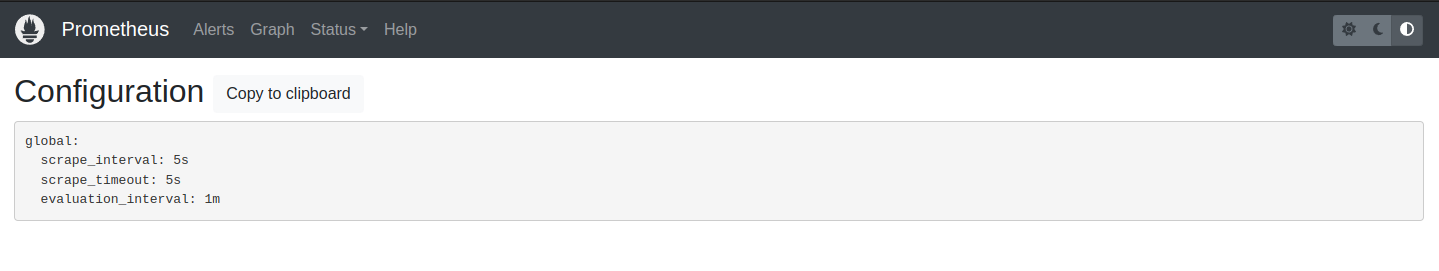 Prometheus Alerts Graph Status Help
Configuration Copy to clipboard
global:
  scrape_interval: 5s
  scrape_timeout: 5s
  evaluation_interval: 1m